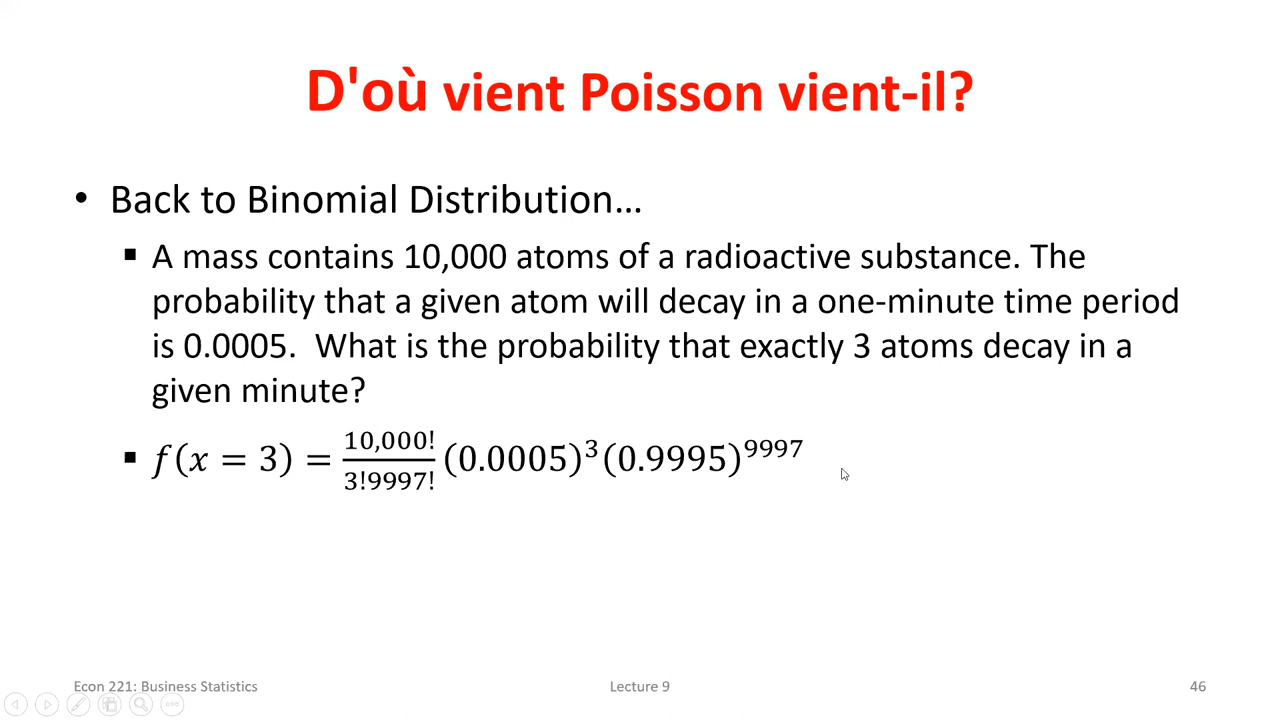 D'où vient Poisson vient-il?
• Back to Binomial Distribution…
▪ A mass contains 10,000 atoms of a radioactive substance. The
probability that a given atom will decay in a one-minute time period
is 0.0005.  What is the probability that exactly 3 atoms decay in a
given minute?
▪ f(x = 3) = 10,000!/3!9997! (0.0005)³(0.9995)⁹⁹⁹⁷
Econ 221: Business Statistics
Lecture 9
46